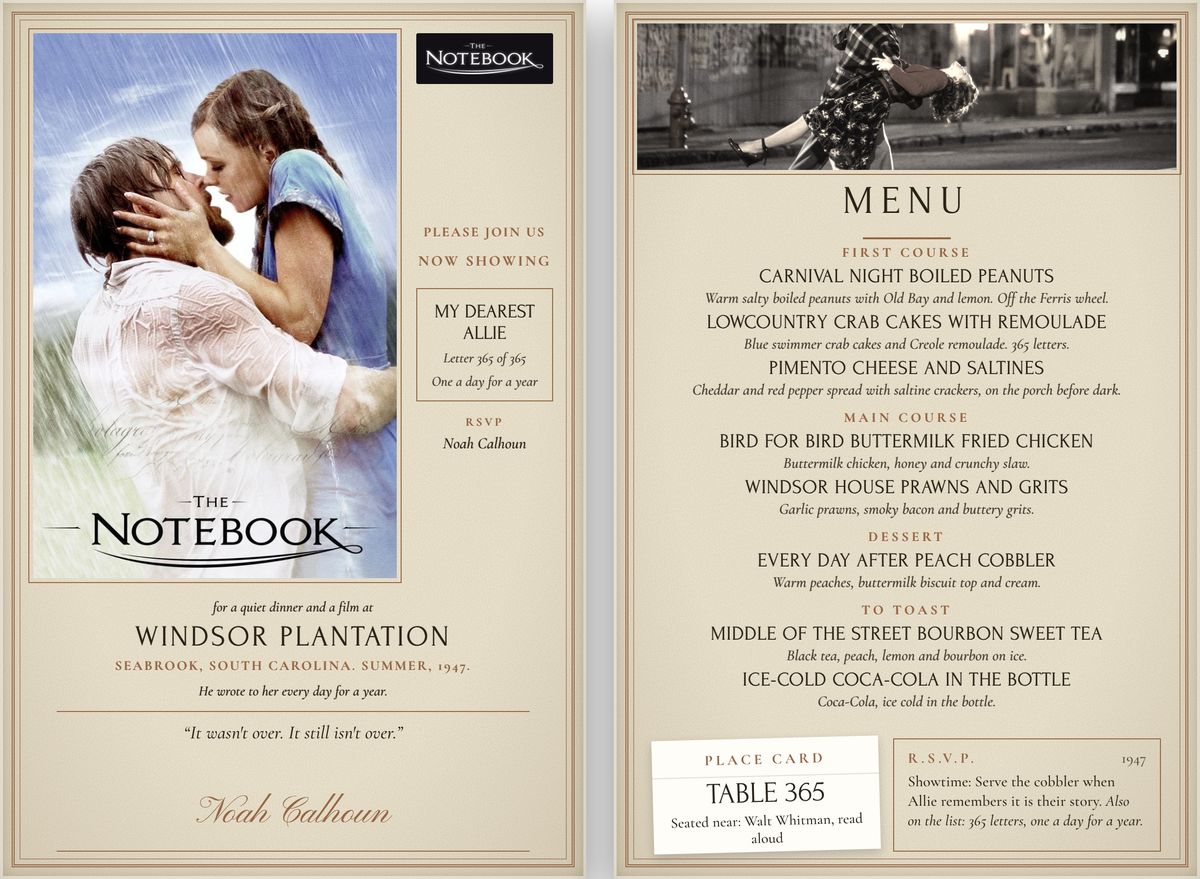 THE
NOTEBOOK
PLEASE JOIN US
NOW SHOWING
MY DEAREST
ALLIE
Letter 365 of 365
One a day for a year
RSVP
Noah Calhoun
THE
NOTEBOOK
for a quiet dinner and a film at
WINDSOR PLANTATION
SEABROOK, SOUTH CAROLINA. SUMMER, 1947.
He wrote to her every day for a year.
“It wasn't over. It still isn't over.”
Noah Calhoun
MENU
FIRST COURSE
CARNIVAL NIGHT BOILED PEANUTS
Warm salty boiled peanuts with Old Bay and lemon. Off the Ferris wheel.
LOWCOUNTRY CRAB CAKES WITH REMOULADE
Blue swimmer crab cakes and Creole remoulade. 365 letters.
PIMENTO CHEESE AND SALTINES
Cheddar and red pepper spread with saltine crackers, on the porch before dark.
MAIN COURSE
BIRD FOR BIRD BUTTERMILK FRIED CHICKEN
Buttermilk chicken, honey and crunchy slaw.
WINDSOR HOUSE PRAWNS AND GRITS
Garlic prawns, smoky bacon and buttery grits.
DESSERT
EVERY DAY AFTER PEACH COBBLER
Warm peaches, buttermilk biscuit top and cream.
TO TOAST
MIDDLE OF THE STREET BOURBON SWEET TEA
Black tea, peach, lemon and bourbon on ice.
ICE-COLD COCA-COLA IN THE BOTTLE
Coca-Cola, ice cold in the bottle.
PLACE CARD
TABLE 365
Seated near: Walt Whitman, read
aloud
R.S.V.P. 1947
Showtime: Serve the cobbler when
Allie remembers it is their story. Also
on the list: 365 letters, one a day for a year.